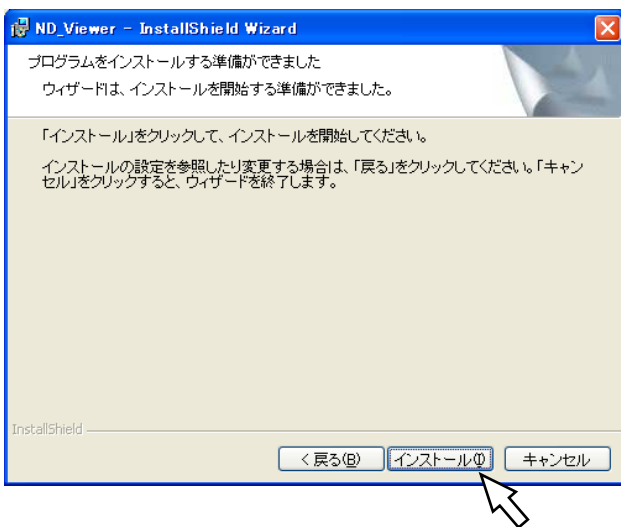 ND_Viewer - InstallShield Wizard
プログラムをインストールする準備ができました
ウィザードは、インストールを開始する準備ができました。
「インストール」をクリックして、インストールを開始してください。
インストールの設定を参照したり変更する場合は、「戻る」をクリックしてください。「キャン
セル」をクリックすると、ウィザードを終了します。
InstallShield
< 戻る(B) インストール(I) キャンセル